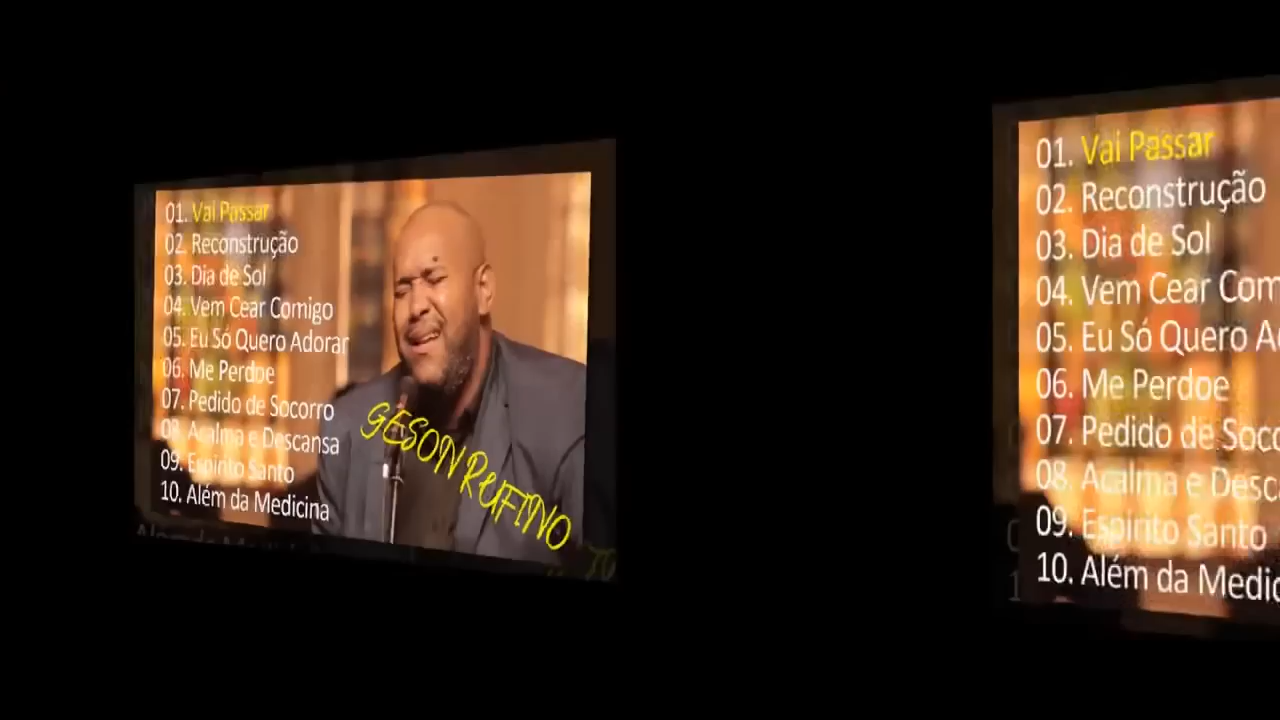 01. Vai Passar
02. Reconstrução
03. Dia de Sol
04. Vem Cear Comigo
05. Eu Só Quero Adorar
06. Me Perdoe
07. Pedido de Socorro
08. Acalma e Descansa
09. Espinto Santo
10. Além da Medicina
GESON RUFINO
01. Vai Passar
02. Reconstrução
03. Dia de Sol
04. Vem Cear Com
05. Eu Só Quero A
06. Me Perdoe
07. Pedido de Soco
08. Acalma e Desc
09. Espinto Santo
10. Além da Medic